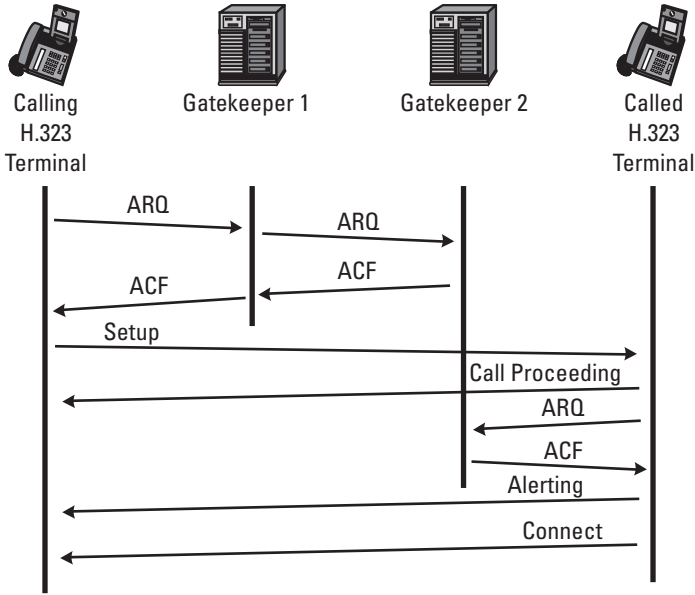 Calling
H.323
Terminal
Gatekeeper 1
Gatekeeper 2
Called
H.323
Terminal
ARQ
ARQ
ACF
ACF
Setup
Call Proceeding
ARQ
ACF
Alerting
Connect